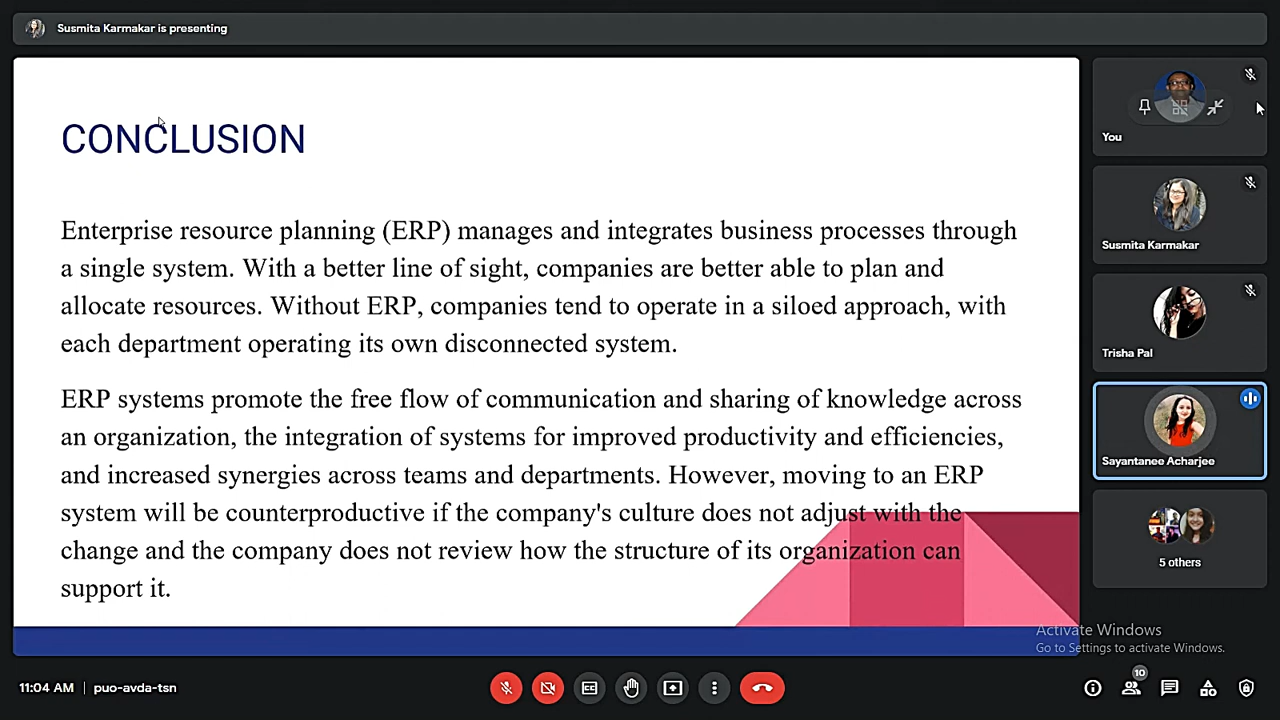 Susmita Karmakar is presenting
CONCLUSION
Enterprise resource planning (ERP) manages and integrates business processes through
a single system. With a better line of sight, companies are better able to plan and
allocate resources. Without ERP, companies tend to operate in a siloed approach, with
each department operating its own disconnected system.
ERP systems promote the free flow of communication and sharing of knowledge across
an organization, the integration of systems for improved productivity and efficiencies,
and increased synergies across teams and departments. However, moving to an ERP
system will be counterproductive if the company's culture does not adjust with the
change and the company does not review how the structure of its organization can
support it.
You
Susmita Karmakar
Trisha Pal
Sayantanee Acharjee
5 others
Activate Windows
Go to Settings to activate Windows.
11:04 AM | puo-avda-tsn
10